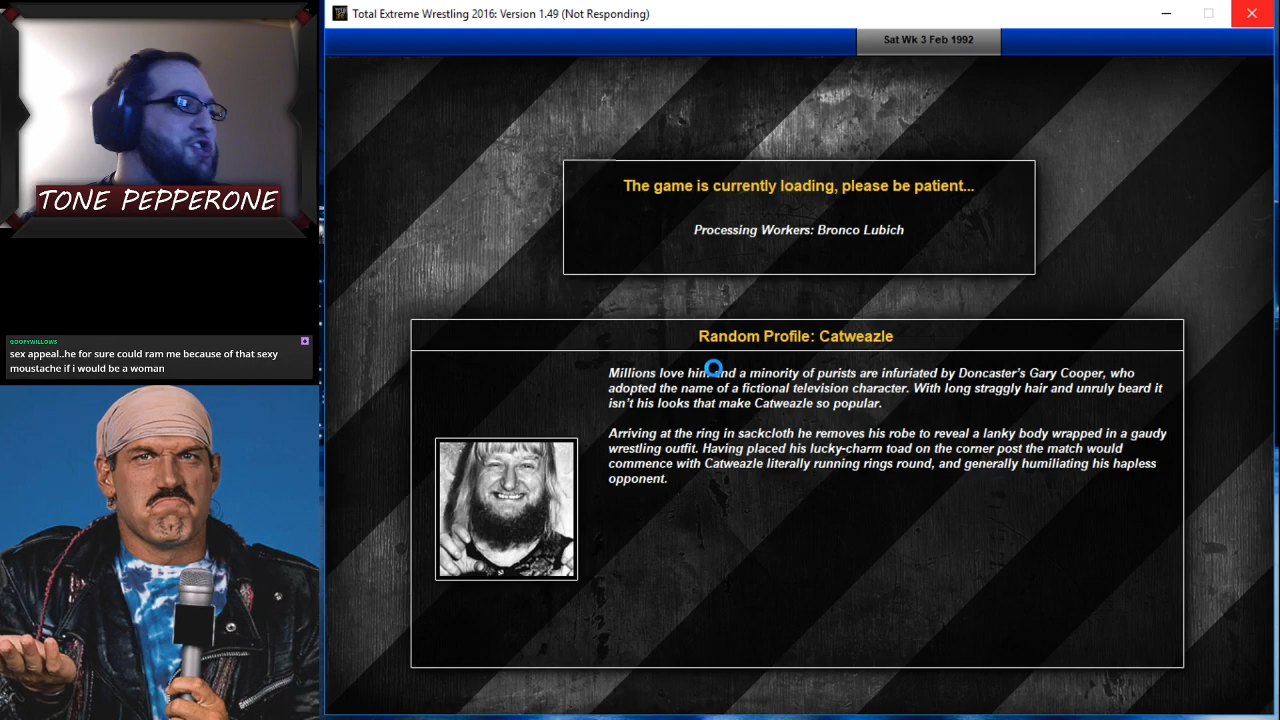 Total Extreme Wrestling 2016: Version 1.49 (Not Responding)
Sat Wk 3 Feb 1992
TONE PEPPERONE
The game is currently loading, please be patient...
Processing Workers: Bronco Lubich
GOOFYWILLOWS
sex appeal..he for sure could ram me because of that sexy
moustache if i would be a woman
Random Profile: Catweazle
Millions love him and a minority of purists are infuriated by Doncaster's Gary Cooper, who
adopted the name of a fictional television character. With long straggly hair and unruly beard it
isn't his looks that make Catweazle so popular.
Arriving at the ring in sackcloth he removes his robe to reveal a lanky body wrapped in a gaudy
wrestling outfit. Having placed his lucky-charm toad on the corner post the match would
commence with Catweazle literally running rings round, and generally humiliating his hapless
opponent.